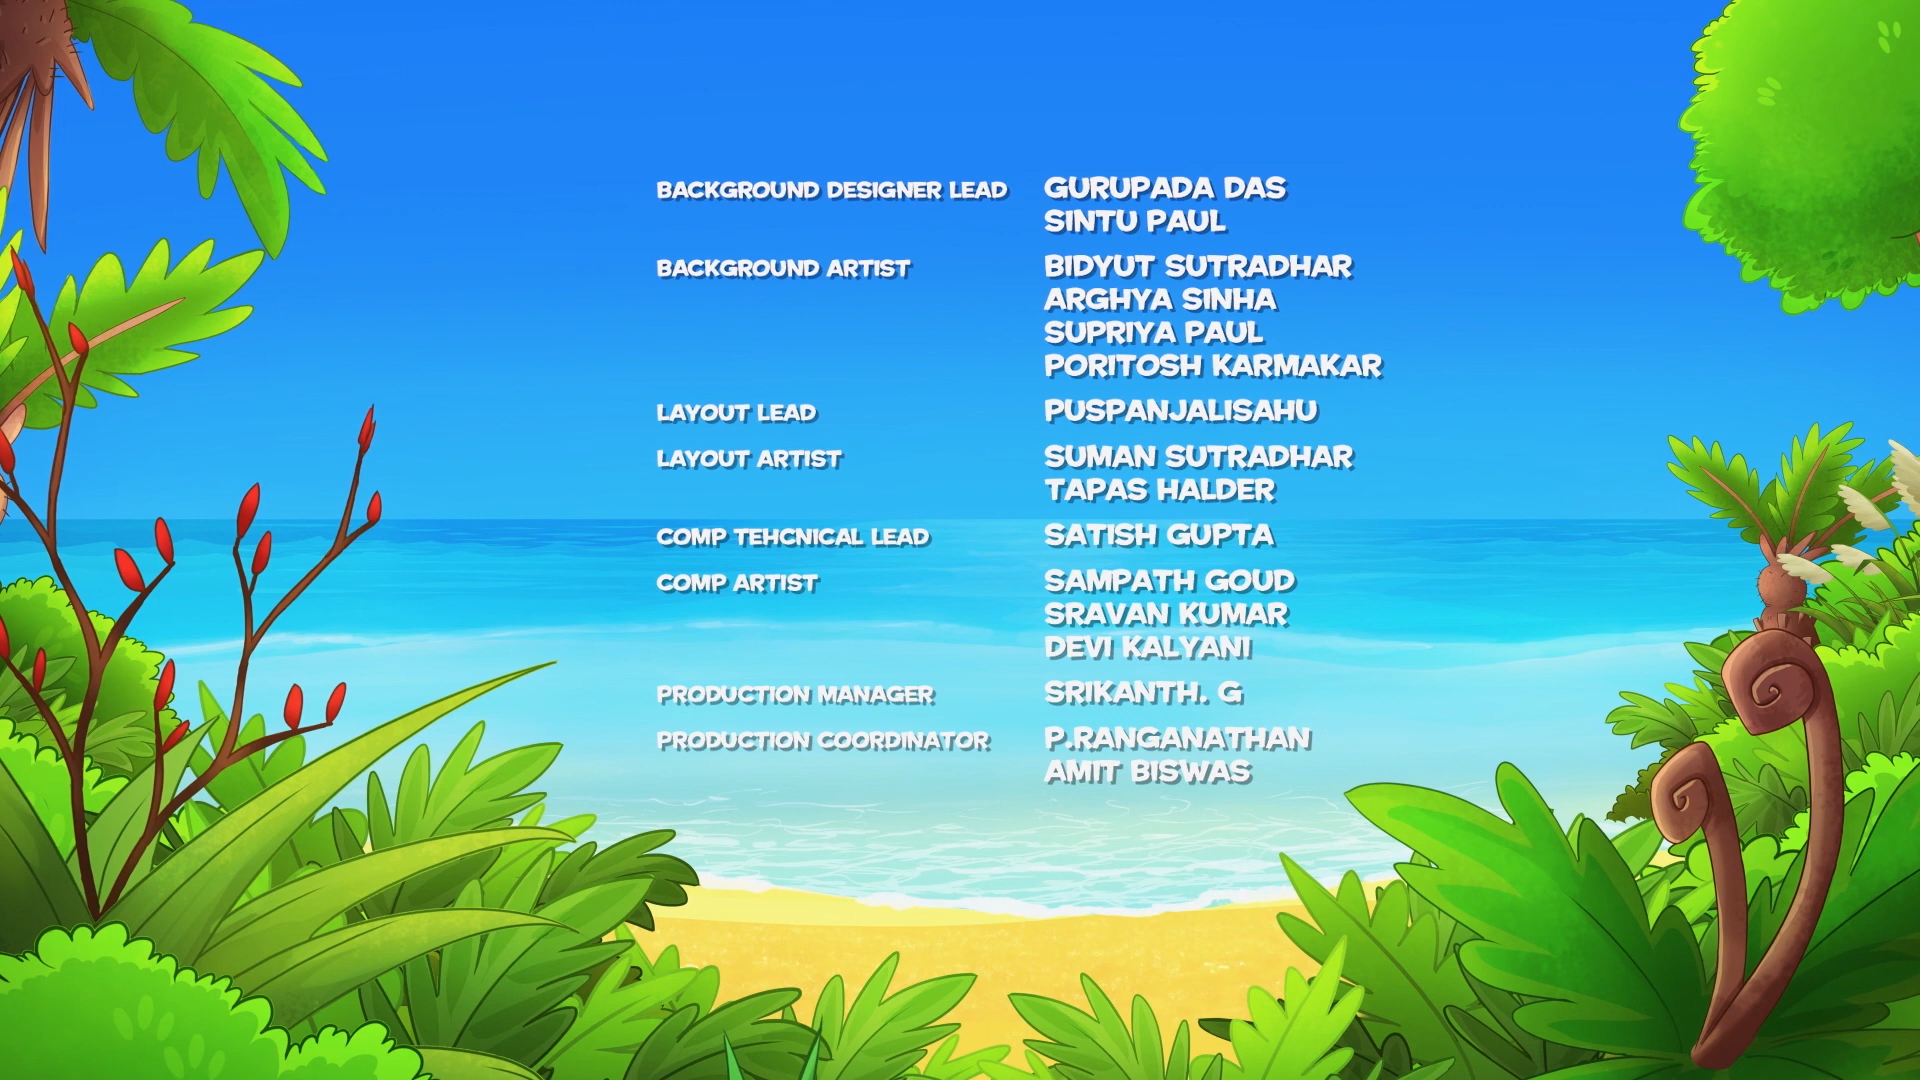 BACKGROUND DESIGNER LEAD GURUPADA DAS
SINTU PAUL
BACKGROUND ARTIST BIDYUT SUTRADHAR
ARGHYA SINHA
SUPRIYA PAUL
PORITOSH KARMAKAR
LAYOUT LEAD PUSPANJALISAHU
LAYOUT ARTIST SUMAN SUTRADHAR
TAPAS HALDER
COMP TEHCNICAL LEAD SATISH GUPTA
COMP ARTIST SAMPATH GOUD
SRAVAN KUMAR
DEVI KALYANI
PRODUCTION MANAGER SRIKANTH. G
PRODUCTION COORDINATOR P.RANGANATHAN
AMIT BISWAS